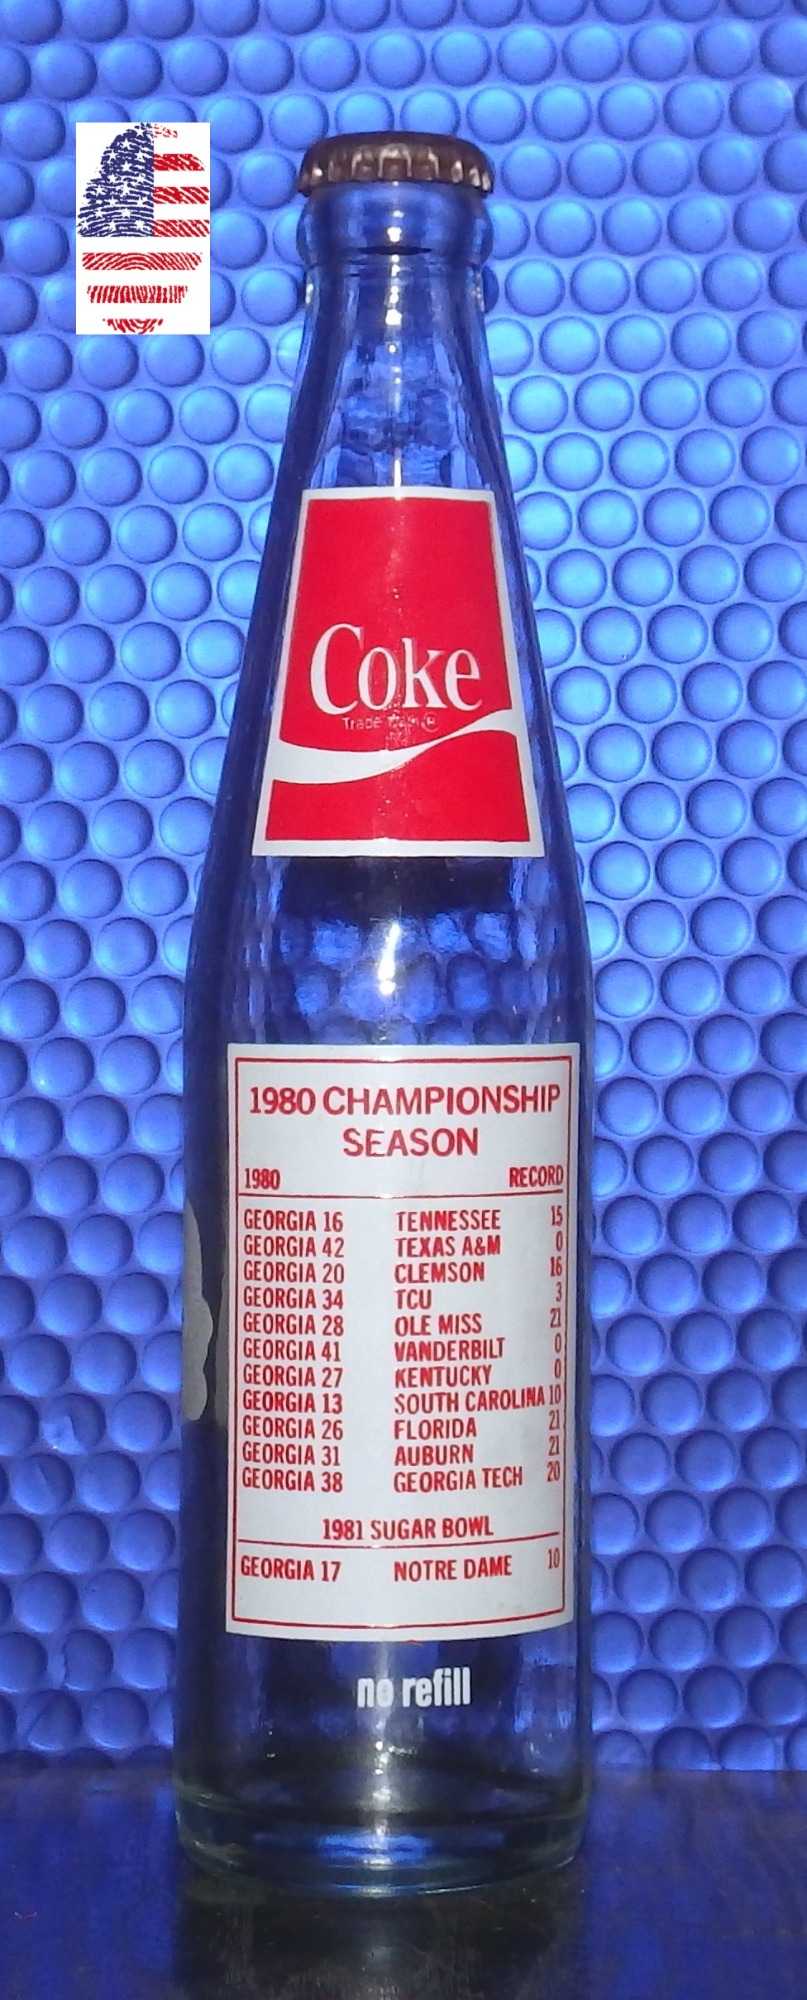 Coke
Trade mark ®
1980 CHAMPIONSHIP
SEASON
1980 RECORD
GEORGIA 16 TENNESSEE 15
GEORGIA 42 TEXAS A&M 0
GEORGIA 20 CLEMSON 16
GEORGIA 34 TCU 3
GEORGIA 28 OLE MISS 21
GEORGIA 41 VANDERBILT 0
GEORGIA 27 KENTUCKY 0
GEORGIA 13 SOUTH CAROLINA 10
GEORGIA 26 FLORIDA 21
GEORGIA 31 AUBURN 21
GEORGIA 38 GEORGIA TECH 20
1981 SUGAR BOWL
GEORGIA 17 NOTRE DAME 10
no refill